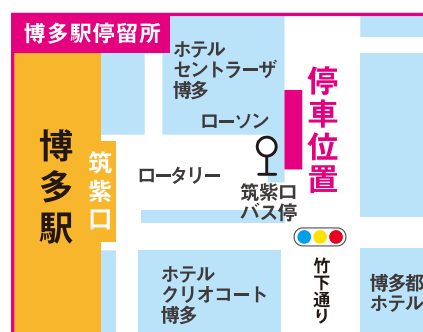 博多駅停留所
ホテル
セントラーザ
博多
ローソン
停車位置
博多駅
筑紫口
ロータリー
筑紫口
バス停
竹下通り
ホテル
クリオコート
博多
博多都
ホテル